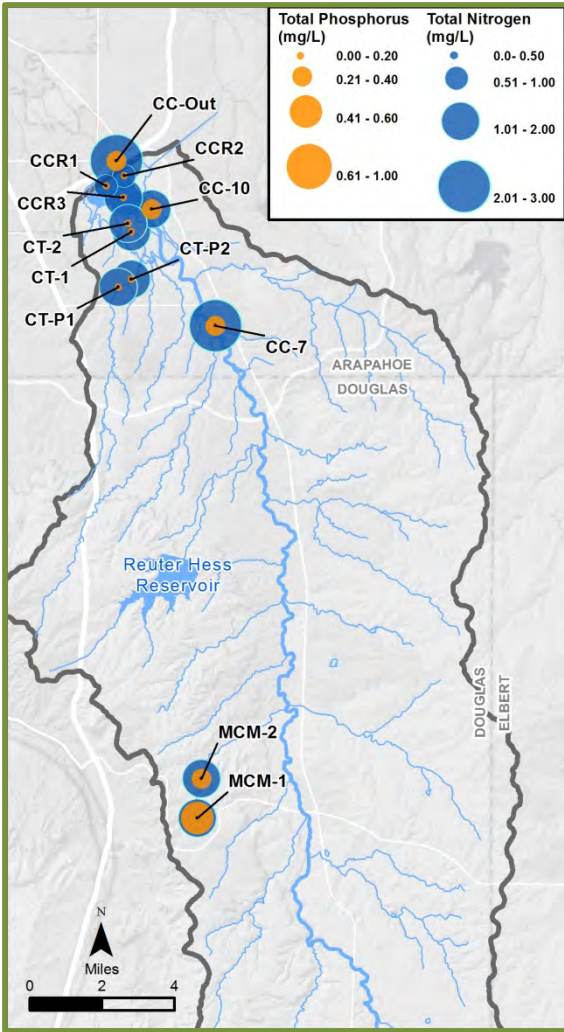 Total Phosphorus
(mg/L)
0.00 - 0.20
0.21 - 0.40
0.41 - 0.60
0.61 - 1.00
Total Nitrogen
(mg/L)
0.0- 0.50
0.51 - 1.00
1.01 - 2.00
2.01 - 3.00
CC-Out
CCR1
CCR2
CCR3
CC-10
CT-2
CT-1
CT-P2
CT-P1
CC-7
ARAPAHOE
DOUGLAS
Reuter Hess
Reservoir
DOUGLAS
ELBERT
MCM-2
MCM-1
N
Miles
0 2 4